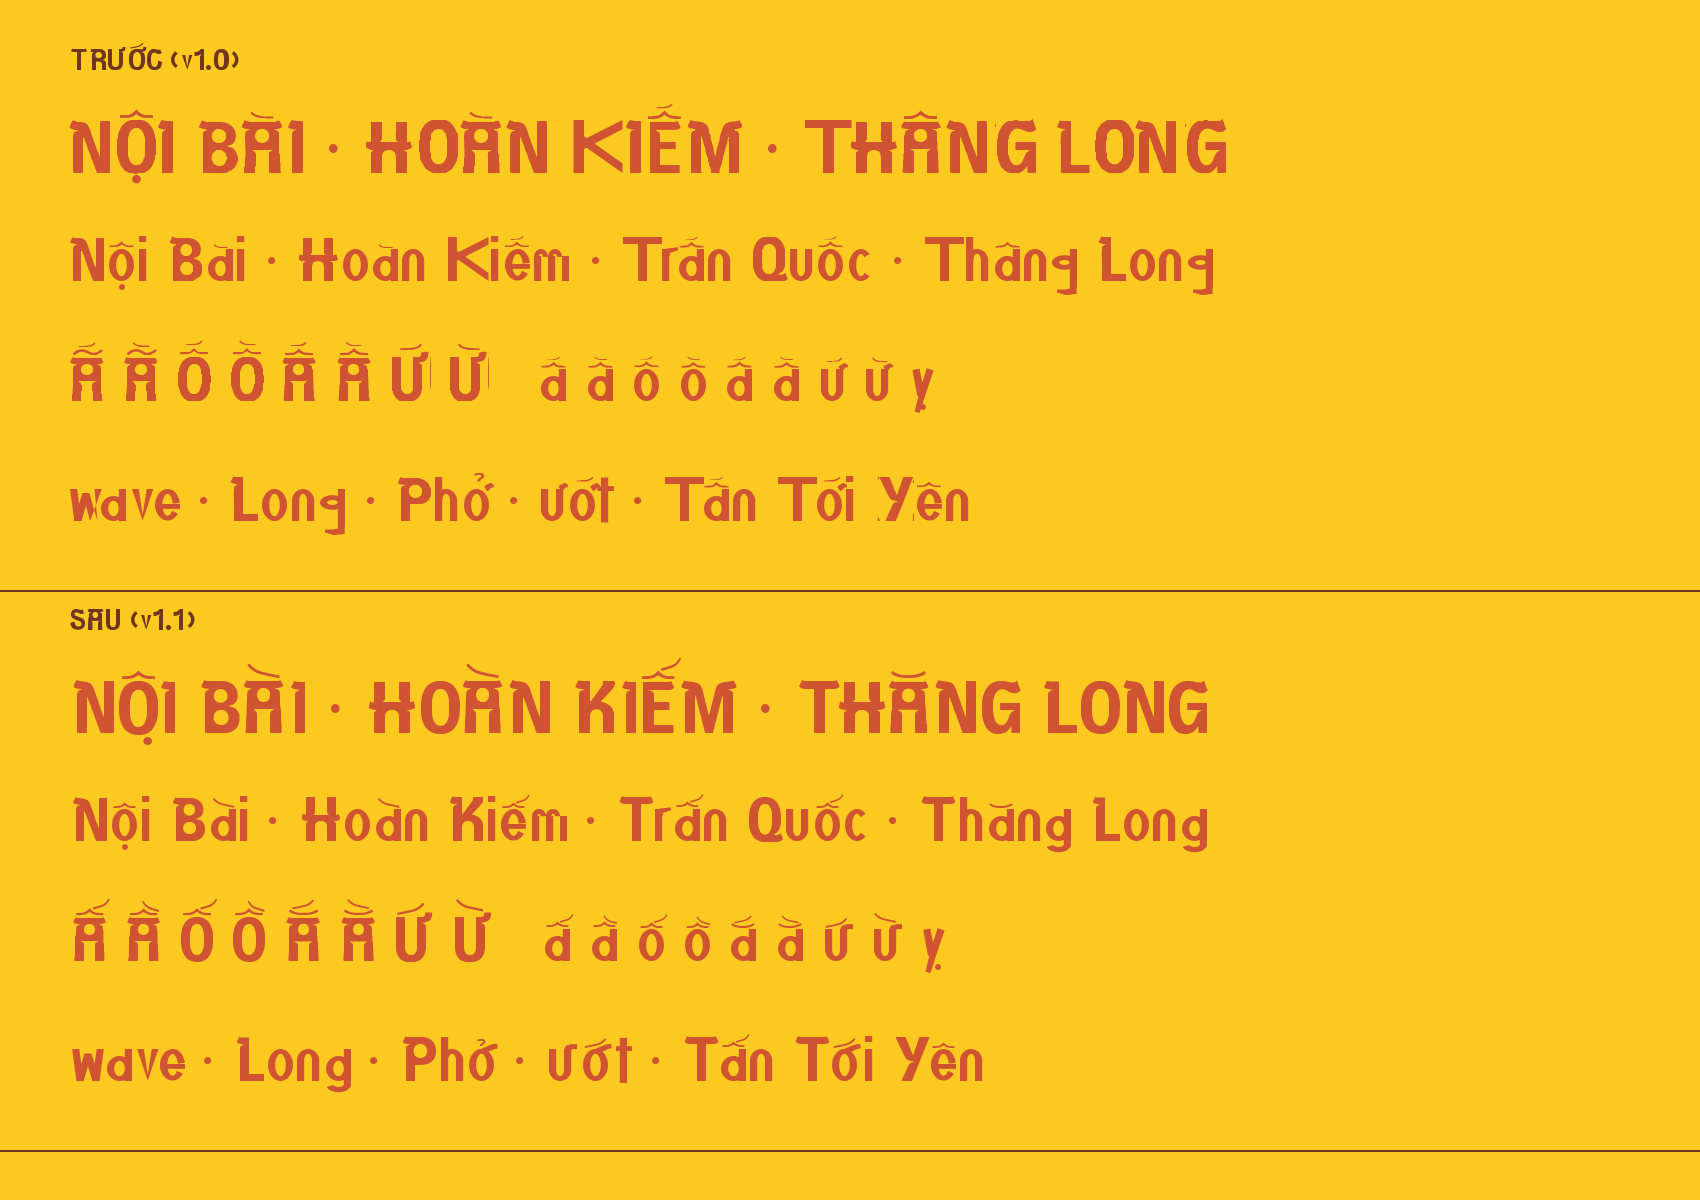 TRƯỚC (v1.0)
NỘI BÀI · HOÀN KIẾM · THĂNG LONG
Nội Bài · Hoàn Kiếm · Trấn Quốc · Thăng Long
Ấ Ầ Ố Ồ Ắ Ằ Ứ Ừ ấ ầ ố ồ ắ ằ ứ ừ ỵ
wave · Long · Phở · ướt · Tấn Tới Yên
SAU (v1.1)
NỘI BÀI · HOÀN KIẾM · THĂNG LONG
Nội Bài · Hoàn Kiếm · Trấn Quốc · Thăng Long
Ấ Ầ Ố Ồ Ắ Ằ Ứ Ừ ấ ầ ố ồ ắ ằ ứ ừ ỵ
wave · Long · Phở · ướt · Tấn Tới Yên